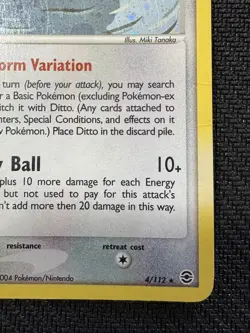 Illus. Miki Tanaka
orm Variation
turn (before your attack), you may search
r a Basic Pokémon (excluding Pokémon-ex
itch it with Ditto. (Any cards attached to
nters, Special Conditions, and effects on it
w Pokémon.) Place Ditto in the discard pile.
y Ball 10+
plus 10 more damage for each Energy
but not used to pay for this attack's
n't add more then 20 damage in this way.
resistance retreat cost
004 Pokémon/Nintendo 4/112 ★